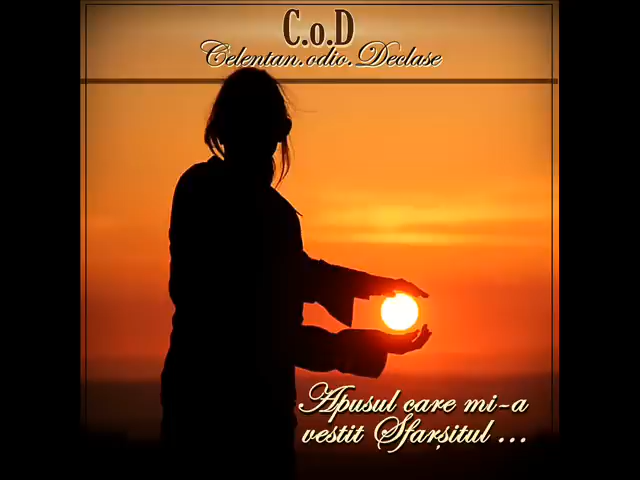 C.o.D
Celentan.odio.Declase
Apusul care mi-a
vestit Sfarșitul ...